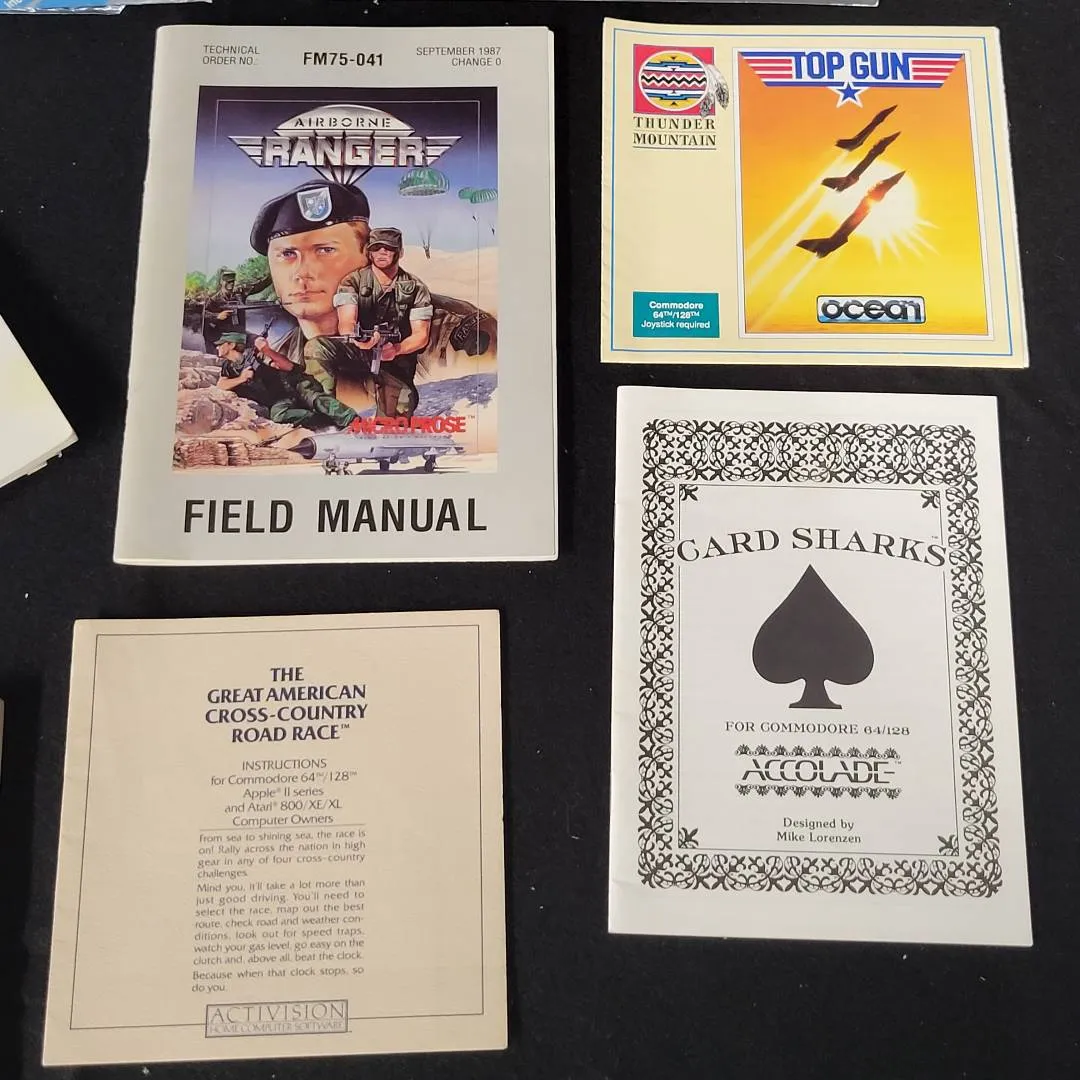 TECHNICAL
ORDER NO.:
FM75-041
SEPTEMBER 1987
CHANGE 0
AIRBORNE
RANGER
MICRO PROSE™
FIELD MANUAL
THUNDER
MOUNTAIN
TOP GUN
Commodore
64™/128™
Joystick required
ocean
THE
GREAT AMERICAN
CROSS-COUNTRY
ROAD RACE™
INSTRUCTIONS
for Commodore 64™/128™
Apple® II series
and Atari® 800/XE/XL
Computer Owners
From sea to shining sea, the race is
on! Rally across the nation in high
gear in any of four cross-country
challenges.
Mind you, it'll take a lot more than
just good driving. You'll need to
select the race, map out the best
route, check road and weather con-
ditions, look out for speed traps,
watch your gas level, go easy on the
clutch and, above all, beat the clock.
Because when that clock stops, so
do you.
ACTIVISION
HOME COMPUTER SOFTWARE
CARD SHARKS™
FOR COMMODORE 64/128
ACCOLADE™
Designed by
Mike Lorenzen